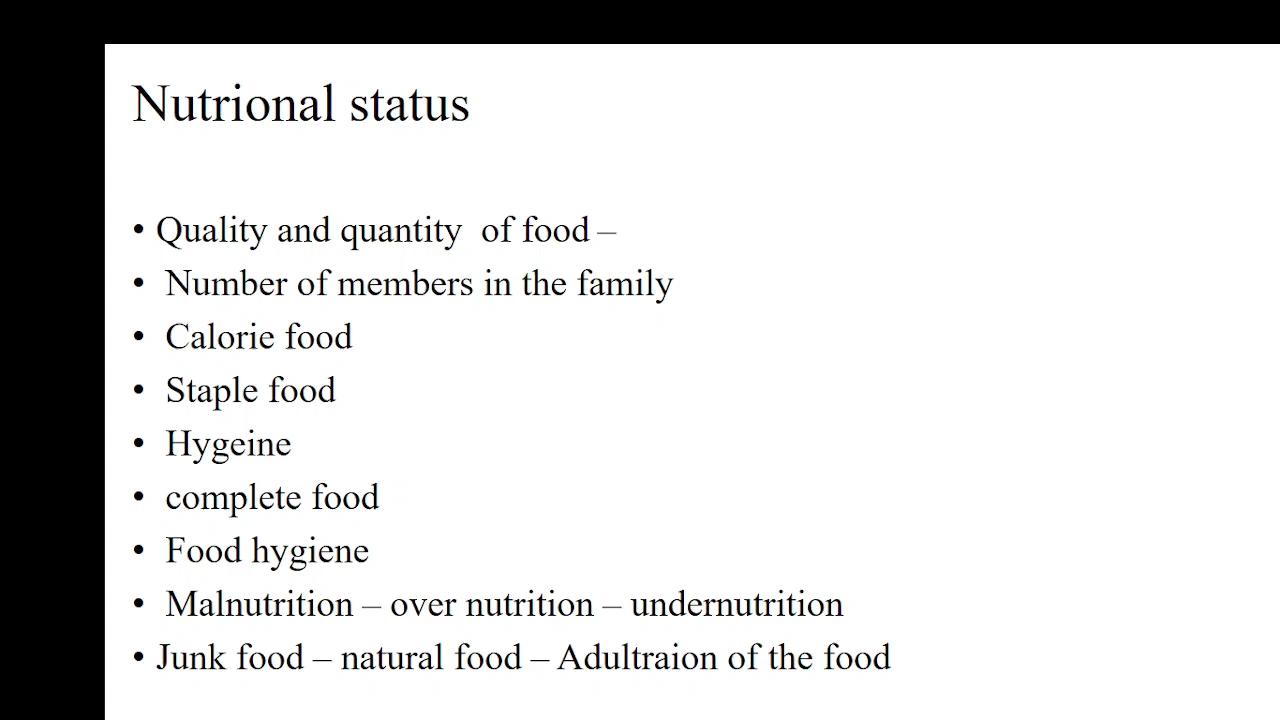 Nutrional status
• Quality and quantity of food –
• Number of members in the family
• Calorie food
• Staple food
• Hygeine
• complete food
• Food hygiene
• Malnutrition – over nutrition – undernutrition
• Junk food – natural food – Adultraion of the food